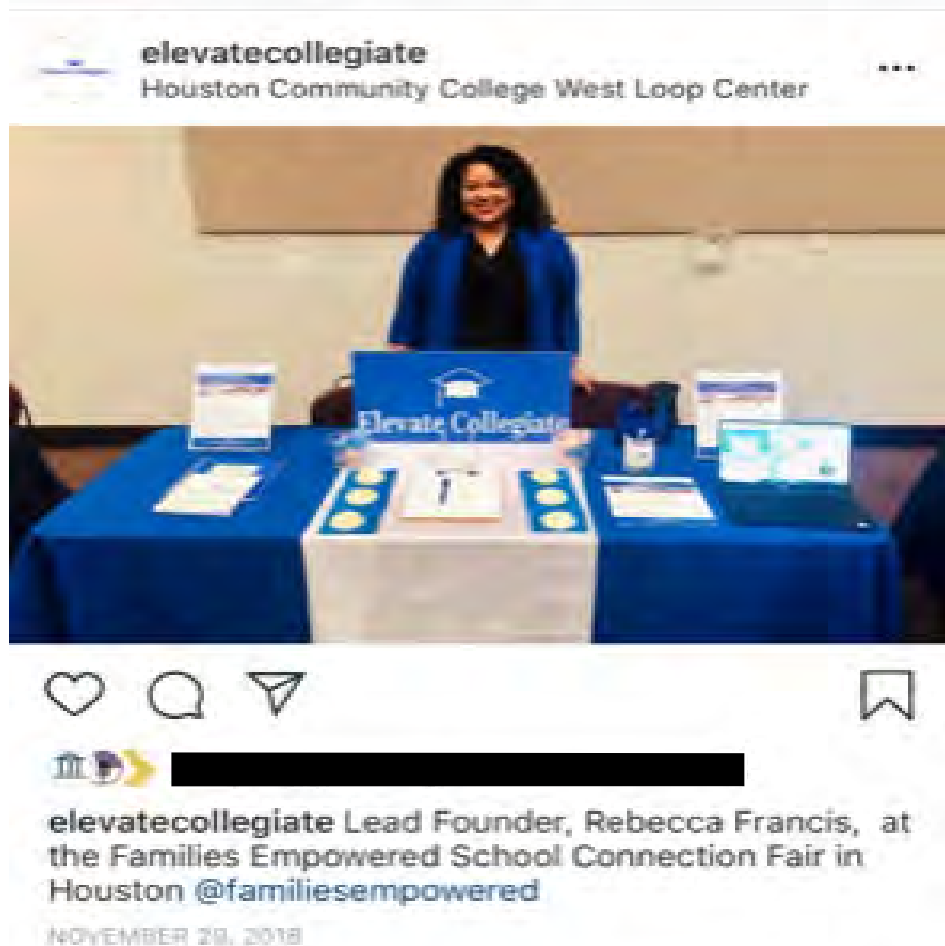 elevatecollegiate
Houston Community College West Loop Center
Elevate Collegiate
elevatecollegiate Lead Founder, Rebecca Francis, at
the Families Empowered School Connection Fair in
Houston @familiesempowered
NOVEMBER 29, 2018